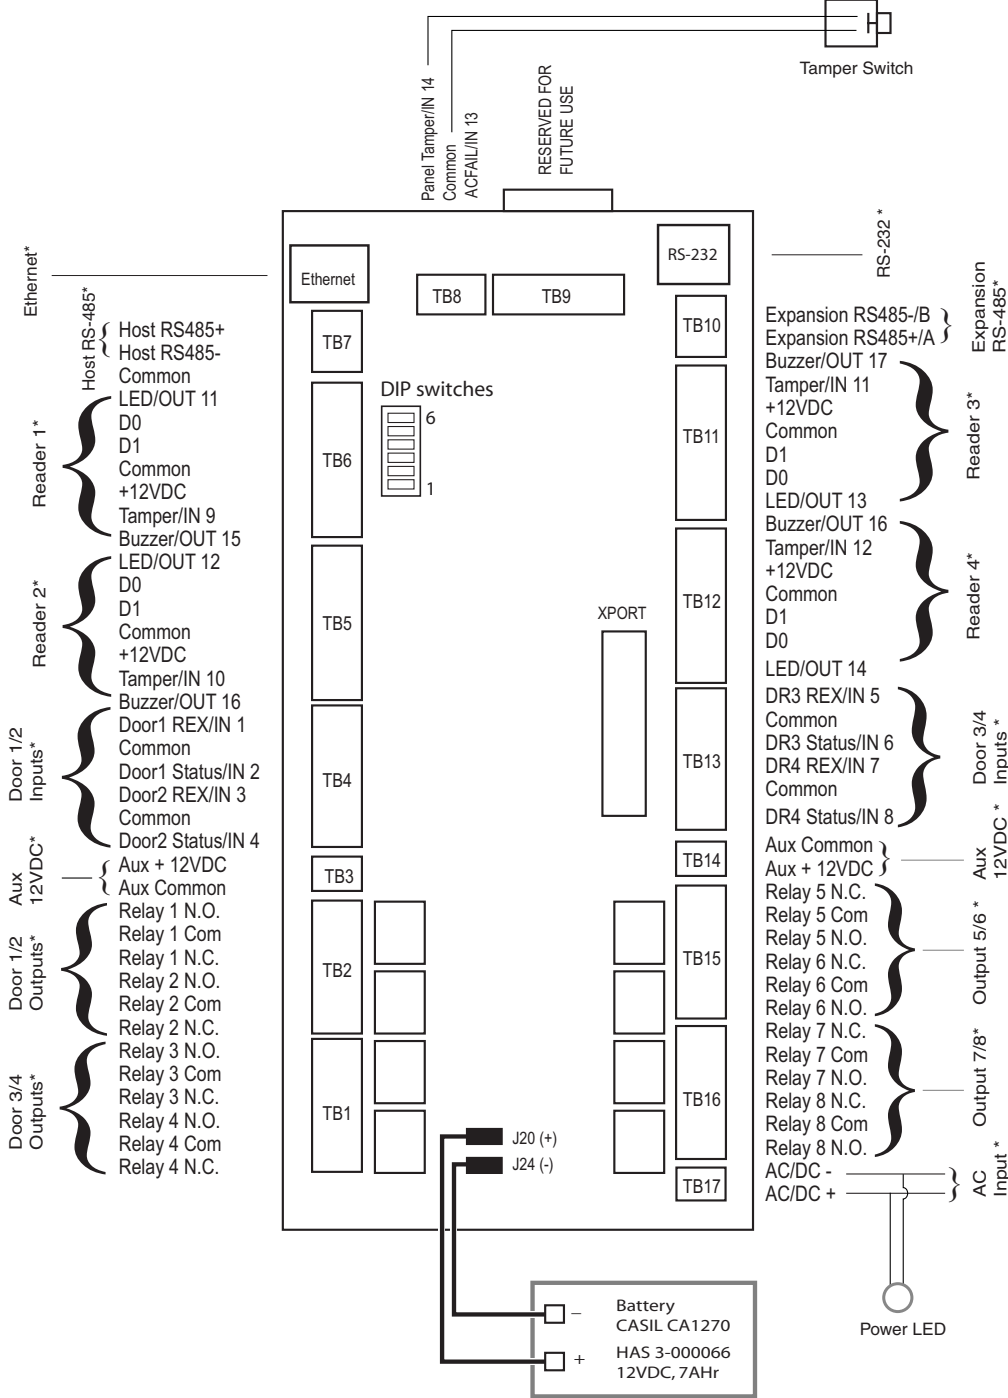 Tamper Switch
Panel Tamper/IN 14
Common
ACFAIL/IN 13
RESERVED FOR
FUTURE USE
Ethernet*
Host RS-485*
Host RS485+
Host RS485-
Common
Reader 1*
LED/OUT 11
D0
D1
Common
+12VDC
Tamper/IN 9
Buzzer/OUT 15
Reader 2*
LED/OUT 12
D0
D1
Common
+12VDC
Tamper/IN 10
Buzzer/OUT 16
Door 1/2
Inputs*
Door1 REX/IN 1
Common
Door1 Status/IN 2
Door2 REX/IN 3
Common
Door2 Status/IN 4
Aux
12VDC*
Aux + 12VDC
Aux Common
Door 1/2
Outputs*
Relay 1 N.O.
Relay 1 Com
Relay 1 N.C.
Relay 2 N.O.
Relay 2 Com
Relay 2 N.C.
Door 3/4
Outputs*
Relay 3 N.O.
Relay 3 Com
Relay 3 N.C.
Relay 4 N.O.
Relay 4 Com
Relay 4 N.C.
Ethernet
TB7
TB6
TB5
TB4
TB3
TB2
TB1
TB8
TB9
DIP switches
6
1
XPORT
J20 (+)
J24 (-)
RS-232
TB10
TB11
TB12
TB13
TB14
TB15
TB16
TB17
RS-232 *
Expansion RS485-/B
Expansion RS485+/A
Expansion
RS-485*
Buzzer/OUT 17
Tamper/IN 11
+12VDC
Common
D1
D0
LED/OUT 13
Reader 3*
Buzzer/OUT 16
Tamper/IN 12
+12VDC
Common
D1
D0
LED/OUT 14
Reader 4*
DR3 REX/IN 5
Common
DR3 Status/IN 6
DR4 REX/IN 7
Common
DR4 Status/IN 8
Door 3/4
Inputs *
Aux Common
Aux + 12VDC
Aux
12VDC *
Relay 5 N.C.
Relay 5 Com
Relay 5 N.O.
Relay 6 N.C.
Relay 6 Com
Relay 6 N.O.
Output 5/6 *
Relay 7 N.C.
Relay 7 Com
Relay 7 N.O.
Relay 8 N.C.
Relay 8 Com
Relay 8 N.O.
Output 7/8*
AC/DC -
AC/DC +
AC
Input *
Power LED
− Battery
CASIL CA1270
+ HAS 3-000066
12VDC, 7AHr